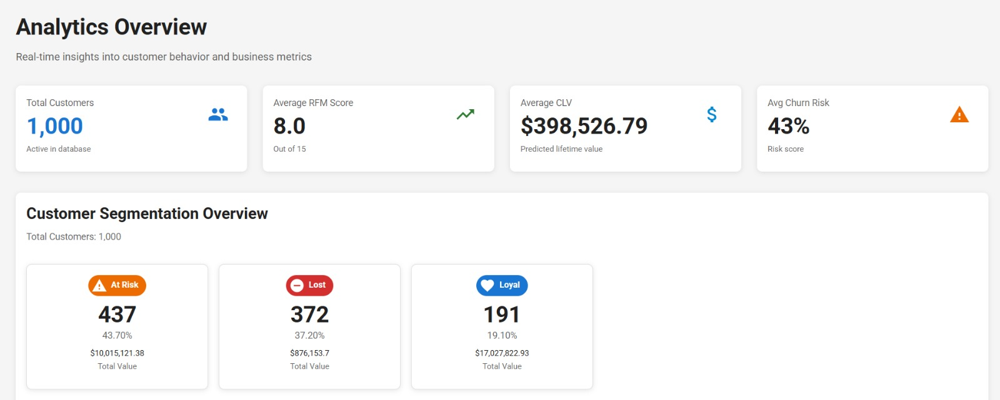 Analytics Overview
Real-time insights into customer behavior and business metrics
Total Customers
1,000
Active in database
Average RFM Score
8.0
Out of 15
Average CLV
$398,526.79
Predicted lifetime value
Avg Churn Risk
43%
Risk score
Customer Segmentation Overview
Total Customers: 1,000
At Risk
437
43.70%
$10,015,121.38
Total Value
Lost
372
37.20%
$876,153.7
Total Value
Loyal
191
19.10%
$17,027,822.93
Total Value